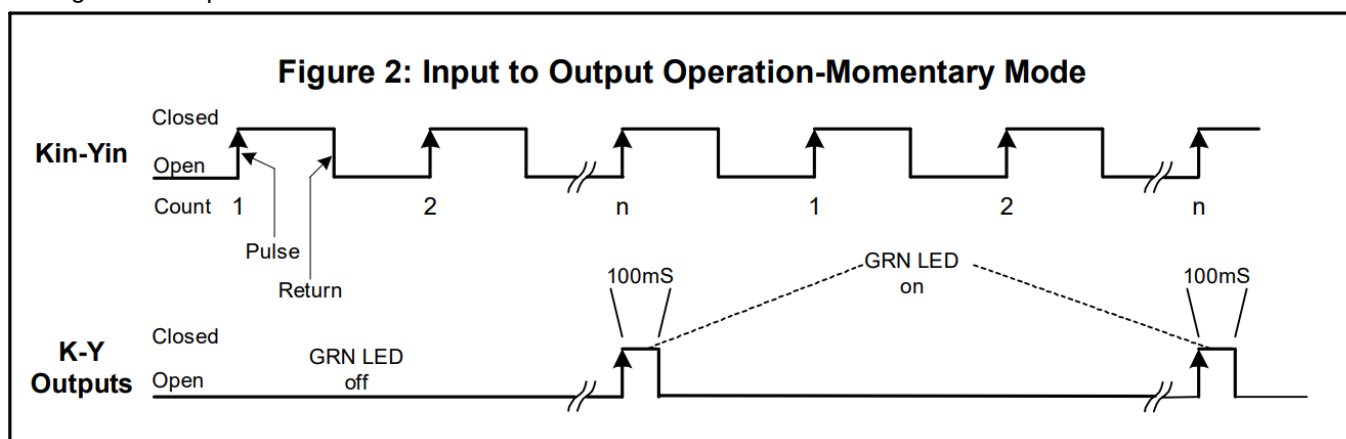 Figure 2: Input to Output Operation-Momentary Mode
Closed
Kin-Yin
Open
Count 1 2 n 1 2 n
Pulse
Return
100mS
GRN LED
on
100mS
Closed
K-Y
Outputs
Open
GRN LED
off